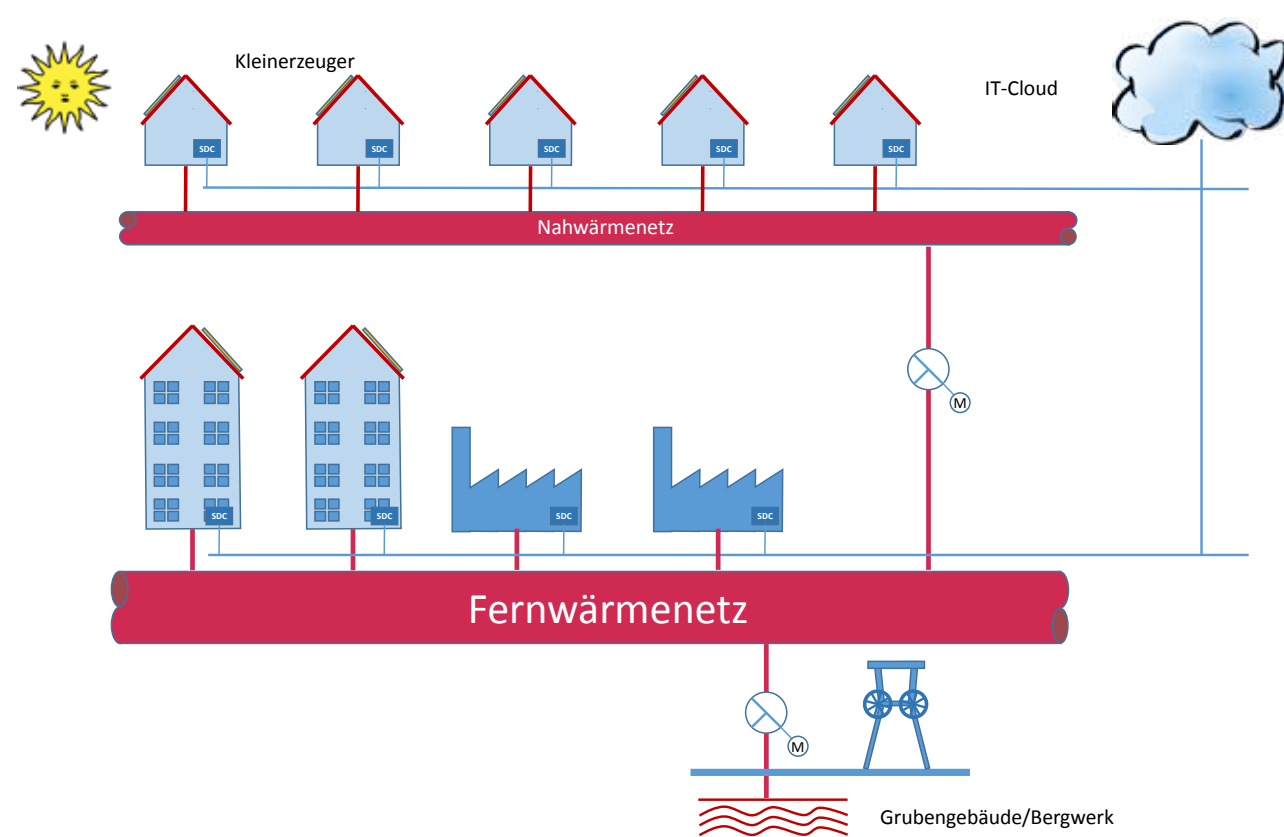 Kleinerzeuger
IT-Cloud
SDC
SDC
SDC
SDC
SDC
Nahwärmenetz
M
SDC
SDC
SDC
SDC
Fernwärmenetz
M
Grubengebäude/Bergwerk